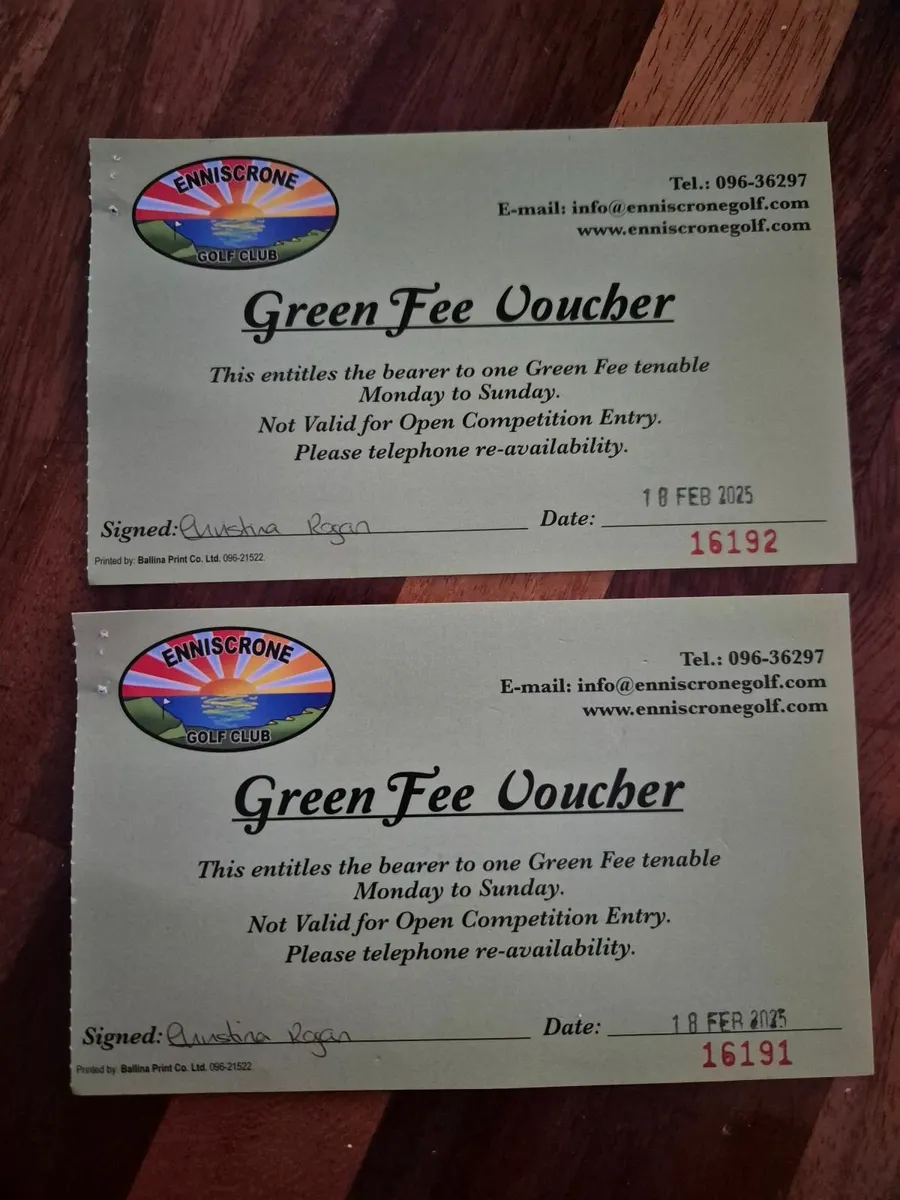 ENNISCRONE
GOLF CLUB
Tel.: 096-36297
E-mail: info@enniscronegolf.com
www.enniscronegolf.com
Green Fee Voucher
This entitles the bearer to one Green Fee tenable
Monday to Sunday.
Not Valid for Open Competition Entry.
Please telephone re-availability.
Signed: Christina Rogan Date: 18 FEB 2025
16192
Printed by: Ballina Print Co. Ltd. 096-21522
ENNISCRONE
GOLF CLUB
Tel.: 096-36297
E-mail: info@enniscronegolf.com
www.enniscronegolf.com
Green Fee Voucher
This entitles the bearer to one Green Fee tenable
Monday to Sunday.
Not Valid for Open Competition Entry.
Please telephone re-availability.
Signed: Christina Rogan Date: 18 FEB 2025
16191
Printed by: Ballina Print Co. Ltd. 096-21522